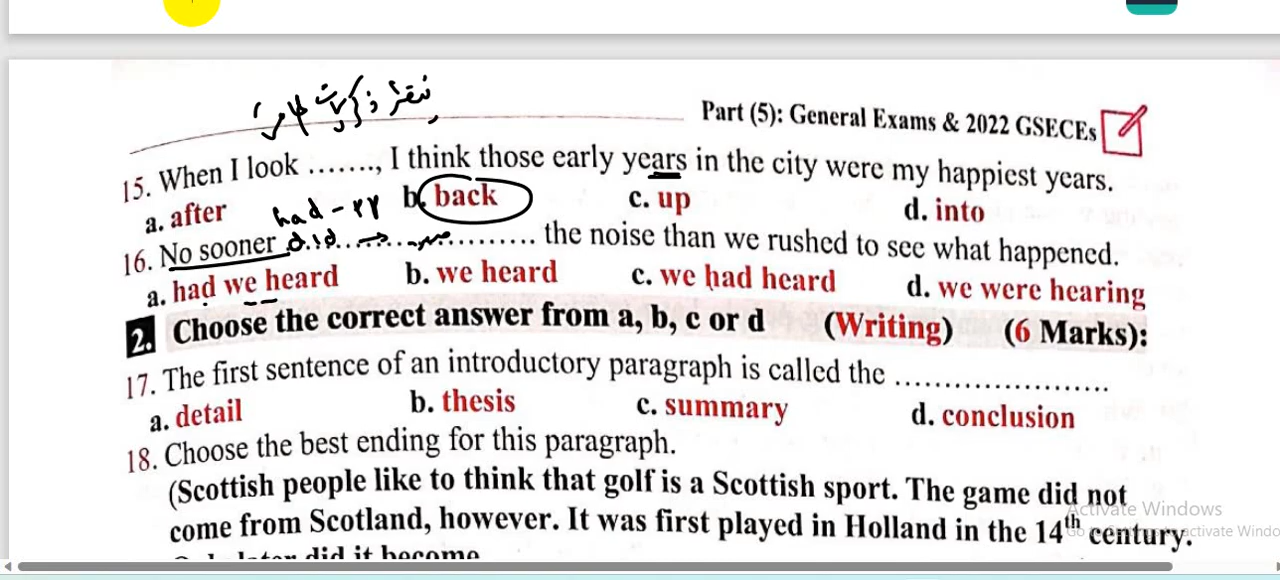 Part (5): General Exams & 2022 GSECEs
15. When I look ......., I think those early years in the city were my happiest years.
a. after b. back c. up d. into
had - pp
16. No sooner did ................ the noise than we rushed to see what happened.
a. had we heard b. we heard c. we had heard d. we were hearing
2. Choose the correct answer from a, b, c or d (Writing) (6 Marks):
17. The first sentence of an introductory paragraph is called the ......................
a. detail b. thesis c. summary d. conclusion
18. Choose the best ending for this paragraph.
(Scottish people like to think that golf is a Scottish sport. The game did not
come from Scotland, however. It was first played in Holland in the 14th century.
later did it become
Activate Windows